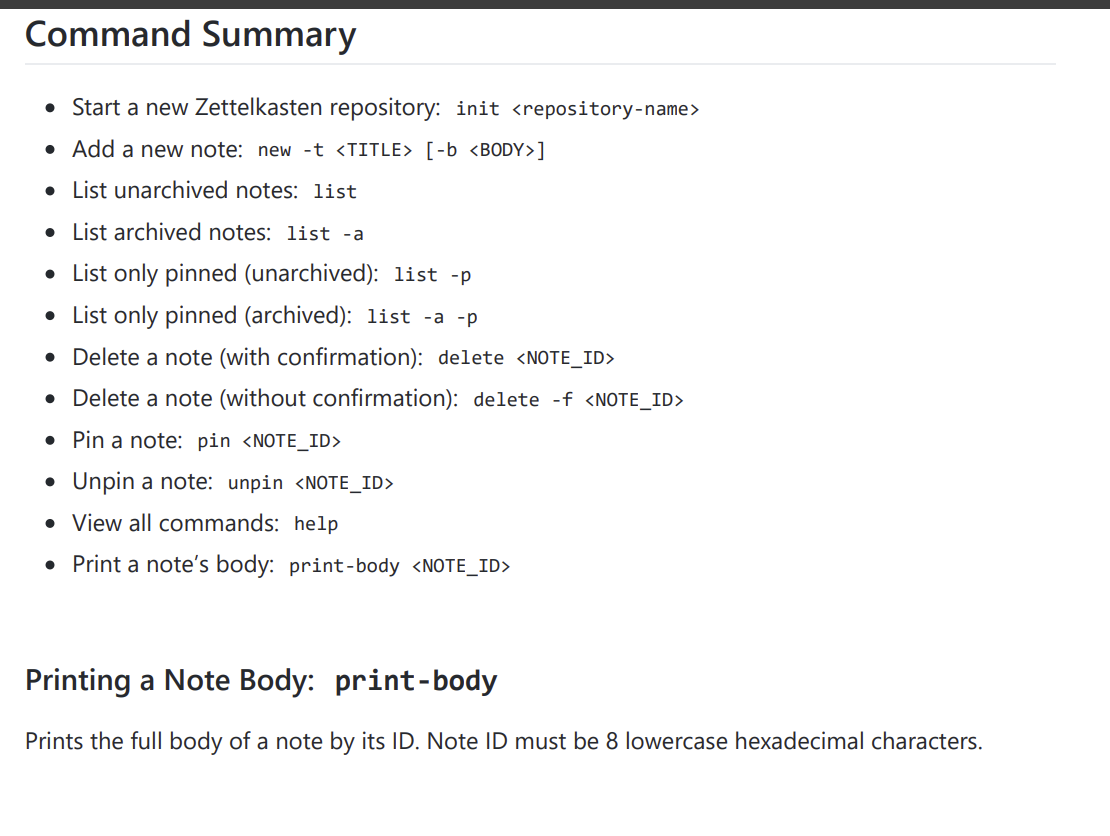 Command Summary
Start a new Zettelkasten repository: init <repository-name>
Add a new note: new -t <TITLE> [-b <BODY>]
List unarchived notes: list
List archived notes: list -a
List only pinned (unarchived): list -p
List only pinned (archived): list -a -p
Delete a note (with confirmation): delete <NOTE_ID>
Delete a note (without confirmation): delete -f <NOTE_ID>
Pin a note: pin <NOTE_ID>
Unpin a note: unpin <NOTE_ID>
View all commands: help
Print a note’s body: print-body <NOTE_ID>
Printing a Note Body: print-body
Prints the full body of a note by its ID. Note ID must be 8 lowercase hexadecimal characters.